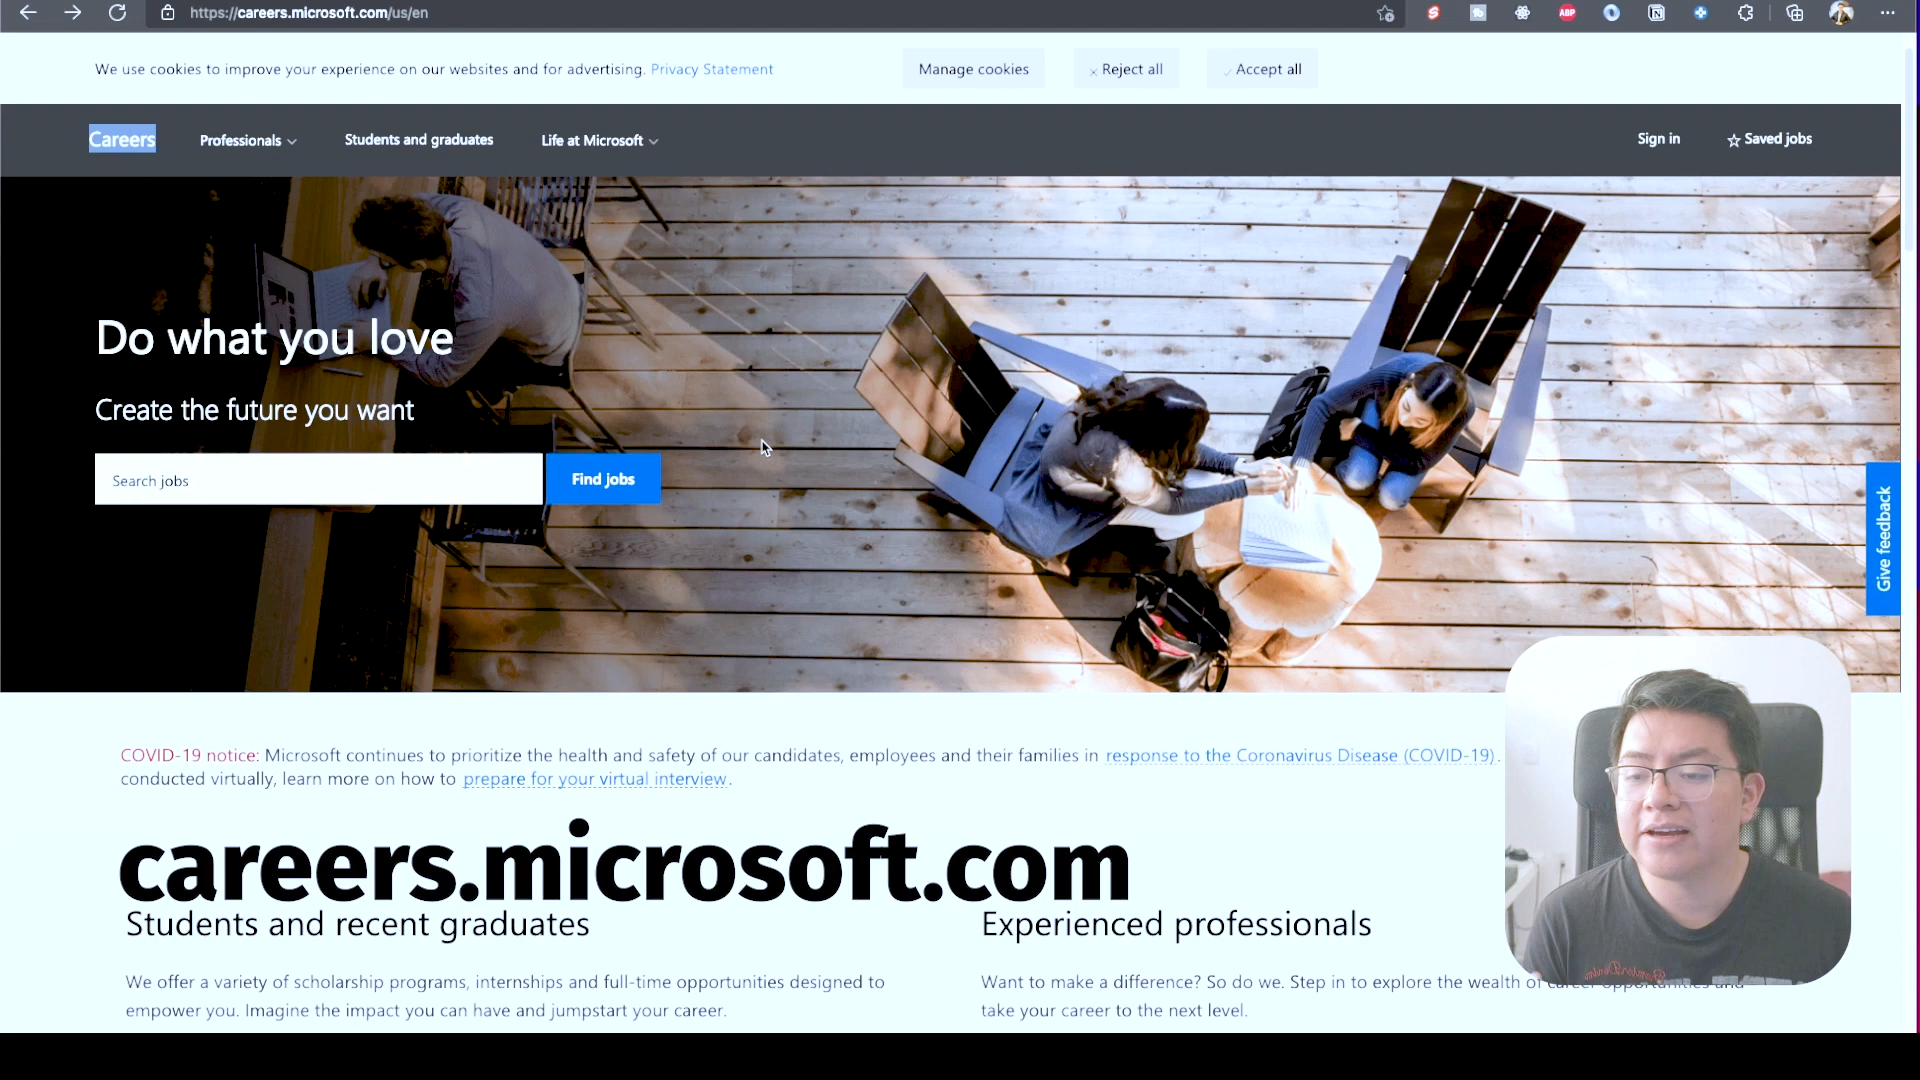 https://careers.microsoft.com/us/en
ABP
We use cookies to improve your experience on our websites and for advertising. Privacy Statement
Manage cookies
Reject all
Accept all
Careers
Professionals
Students and graduates
Life at Microsoft
Sign in
Saved jobs
Do what you love
Create the future you want
Search jobs
Find jobs
Give feedback
COVID-19 notice: Microsoft continues to prioritize the health and safety of our candidates, employees and their families in response to the Coronavirus Disease (COVID-19).
conducted virtually, learn more on how to prepare for your virtual interview.
careers.microsoft.com
Students and recent graduates
We offer a variety of scholarship programs, internships and full-time opportunities designed to
empower you. Imagine the impact you can have and jumpstart your career.
Experienced professionals
Want to make a difference? So do we. Step in to explore the wealth of career opportunities and
take your career to the next level.